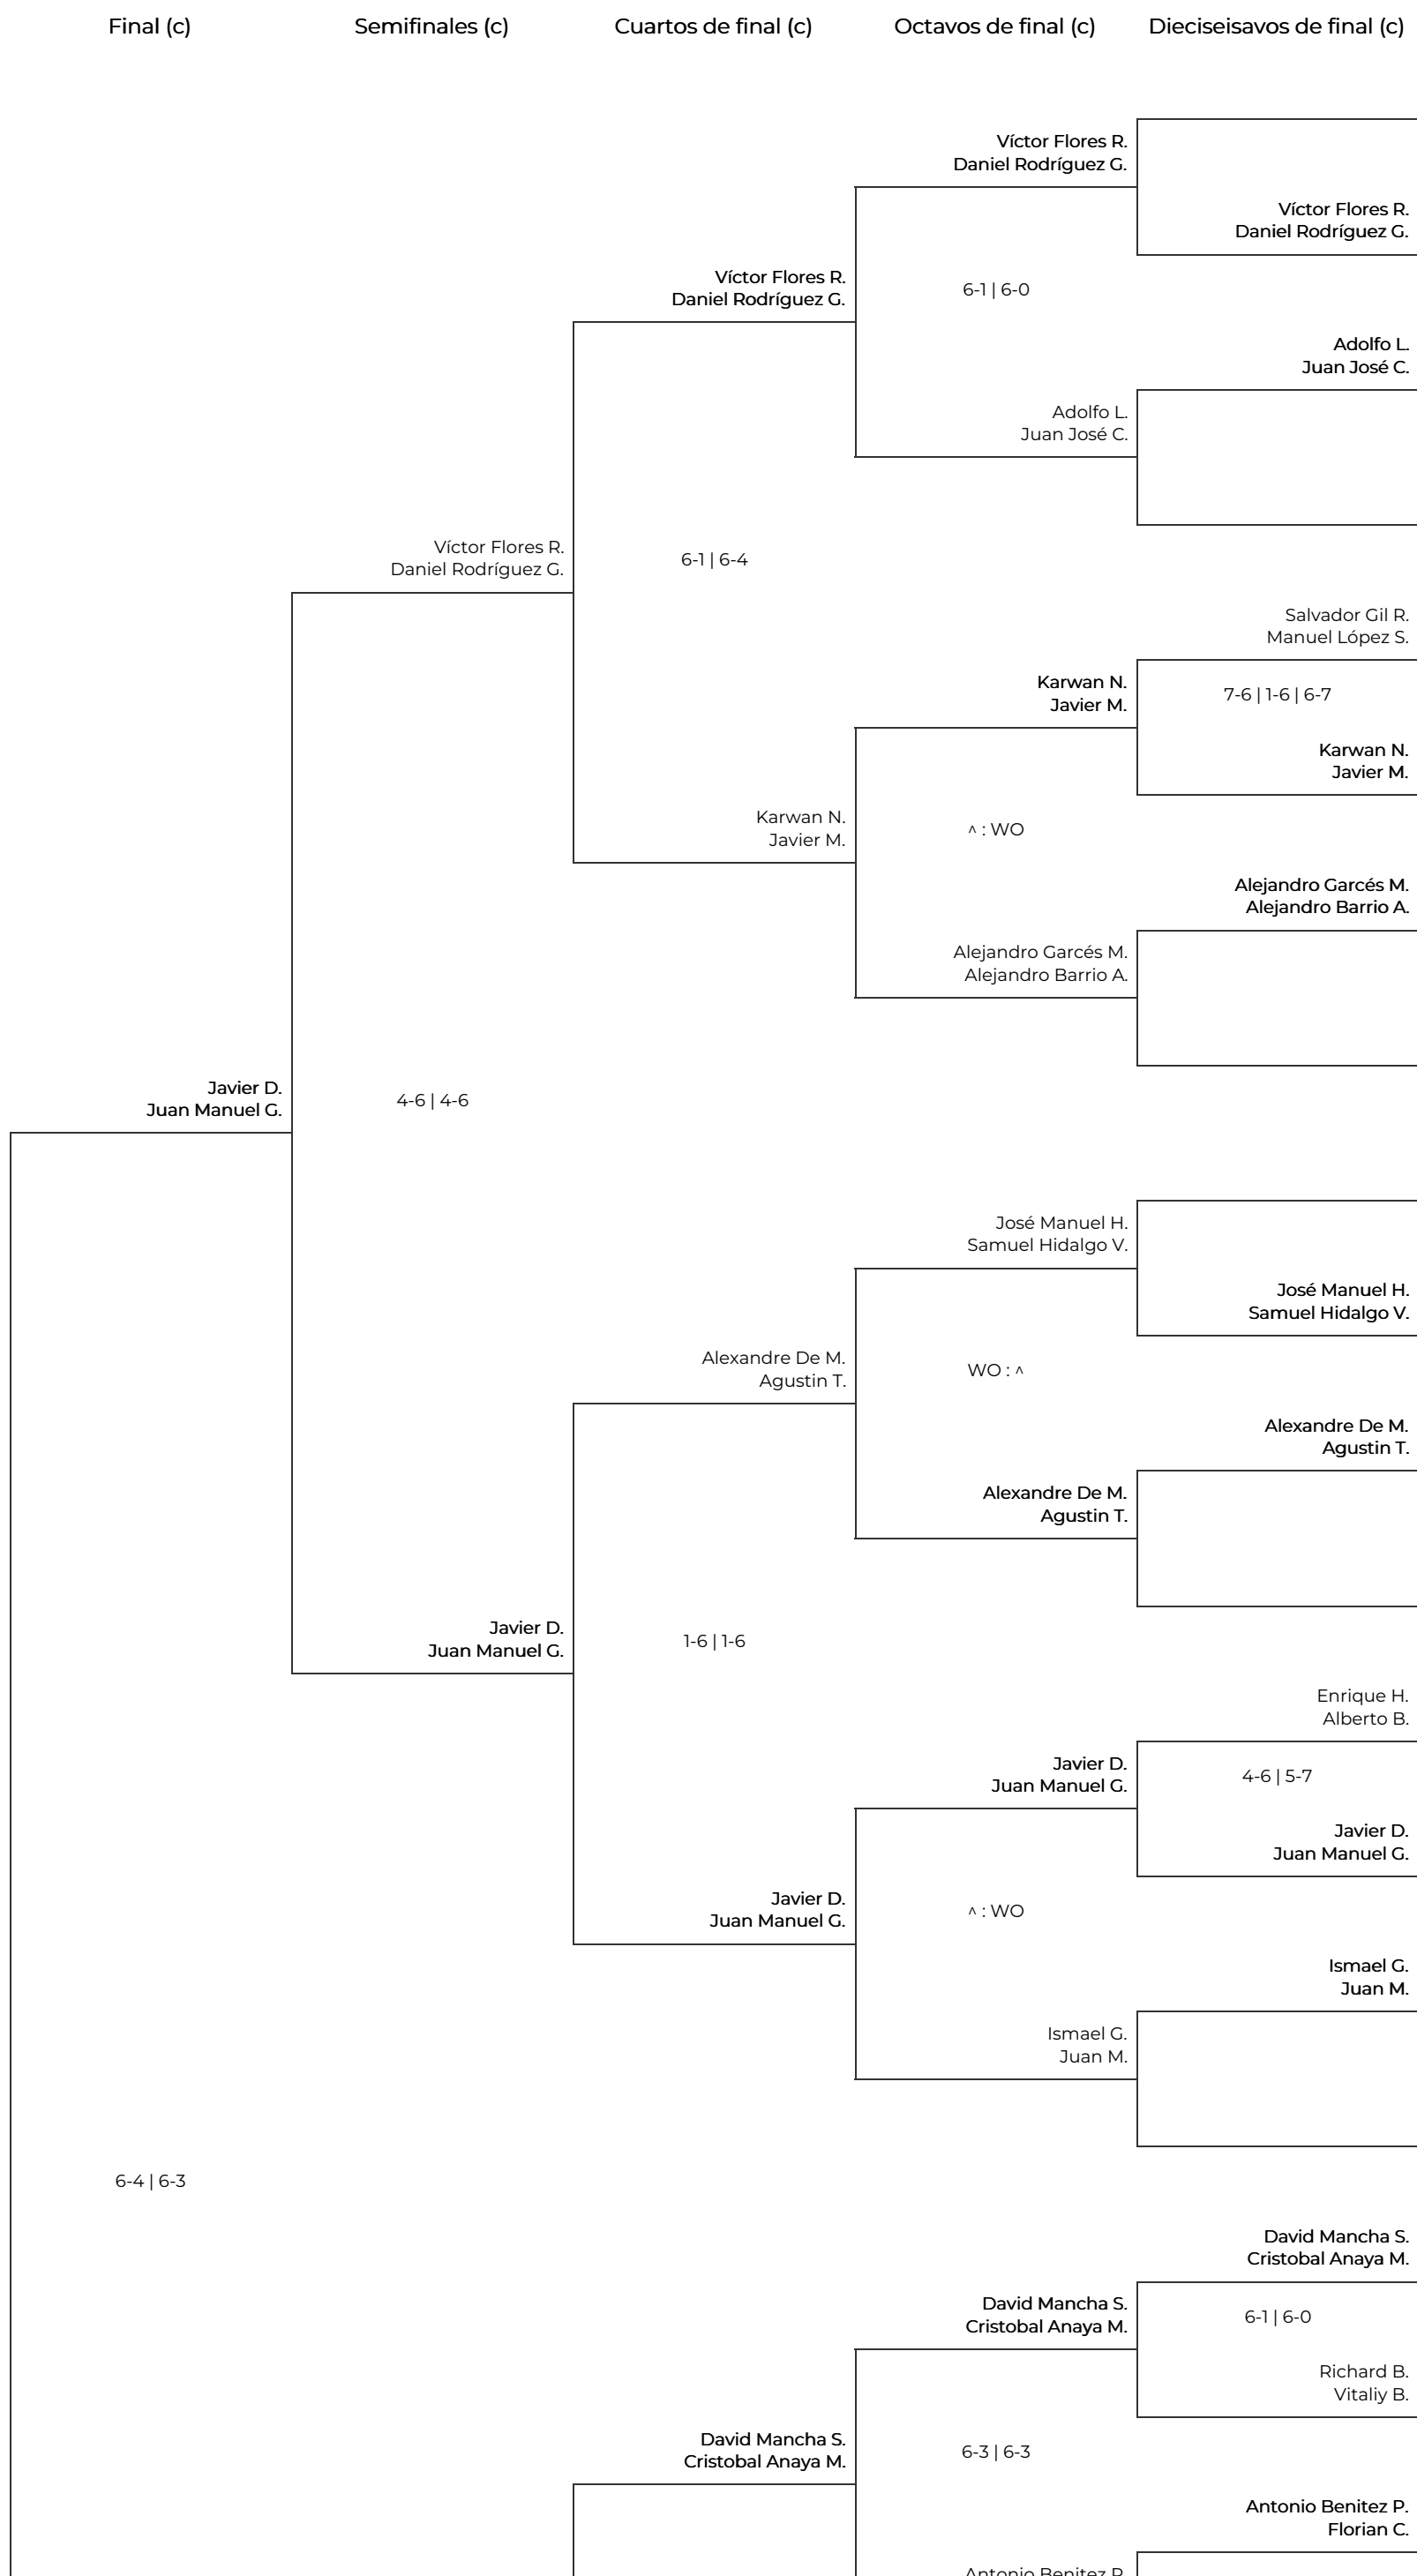 Final (c)
Semifinales (c)
Cuartos de final (c)
Octavos de final (c)
Dieciseisavos de final (c)
Víctor Flores R.
Daniel Rodríguez G.
Víctor Flores R.
Daniel Rodríguez G.
Víctor Flores R.
Daniel Rodríguez G.
6-1 | 6-0
Adolfo L.
Juan José C.
Adolfo L.
Juan José C.
Víctor Flores R.
Daniel Rodríguez G.
6-1 | 6-4
Salvador Gil R.
Manuel López S.
Karwan N.
Javier M.
7-6 | 1-6 | 6-7
Karwan N.
Javier M.
Karwan N.
Javier M.
^ : WO
Alejandro Garcés M.
Alejandro Barrio A.
Alejandro Garcés M.
Alejandro Barrio A.
Javier D.
Juan Manuel G.
4-6 | 4-6
José Manuel H.
Samuel Hidalgo V.
José Manuel H.
Samuel Hidalgo V.
Alexandre De M.
Agustin T.
WO : ^
Alexandre De M.
Agustin T.
Alexandre De M.
Agustin T.
Javier D.
Juan Manuel G.
1-6 | 1-6
Enrique H.
Alberto B.
Javier D.
Juan Manuel G.
4-6 | 5-7
Javier D.
Juan Manuel G.
Javier D.
Juan Manuel G.
^ : WO
Ismael G.
Juan M.
Ismael G.
Juan M.
6-4 | 6-3
David Mancha S.
Cristobal Anaya M.
David Mancha S.
Cristobal Anaya M.
6-1 | 6-0
Richard B.
Vitaliy B.
David Mancha S.
Cristobal Anaya M.
6-3 | 6-3
Antonio Benitez P.
Florian C.
Antonio Benitez P.